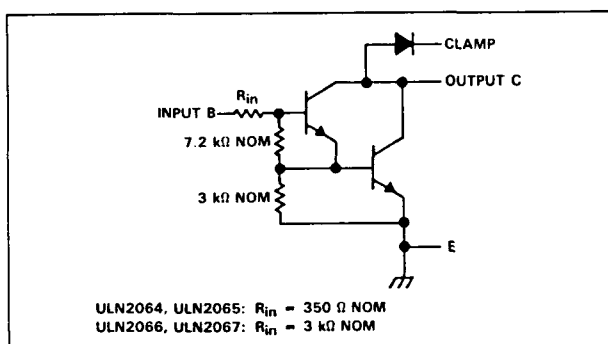 CLAMP
OUTPUT C
Rin
INPUT B
7.2 kΩ NOM
3 kΩ NOM
E
ULN2064, ULN2065: Rin = 350 Ω NOM
ULN2066, ULN2067: Rin = 3 kΩ NOM